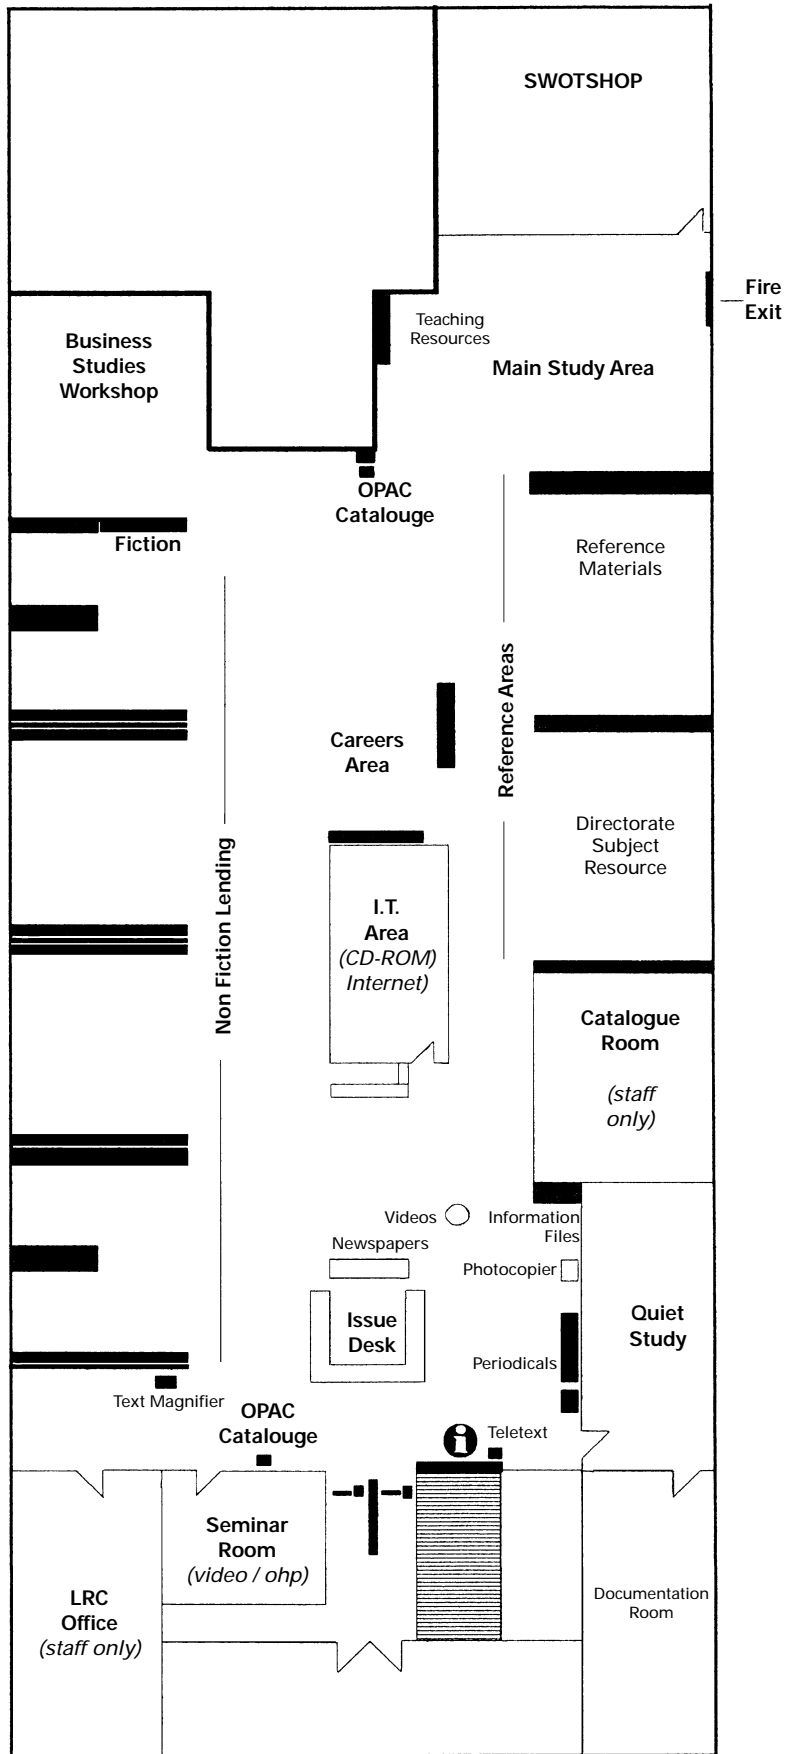 SWOTSHOP
Fire
Exit
Teaching
Resources
Business
Studies
Workshop
Main Study Area
OPAC
Catalouge
Fiction
Reference
Materials
Reference Areas
Careers
Area
Directorate
Subject
Resource
Non Fiction Lending
I.T.
Area
(CD-ROM)
Internet)
Catalogue
Room
(staff
only)
Videos
Information
Files
Newspapers
Photocopier
Issue
Desk
Quiet
Study
Periodicals
Text Magnifier
OPAC
Catalouge
i
Teletext
Seminar
Room
(video / ohp)
LRC
Office
(staff only)
Documentation
Room